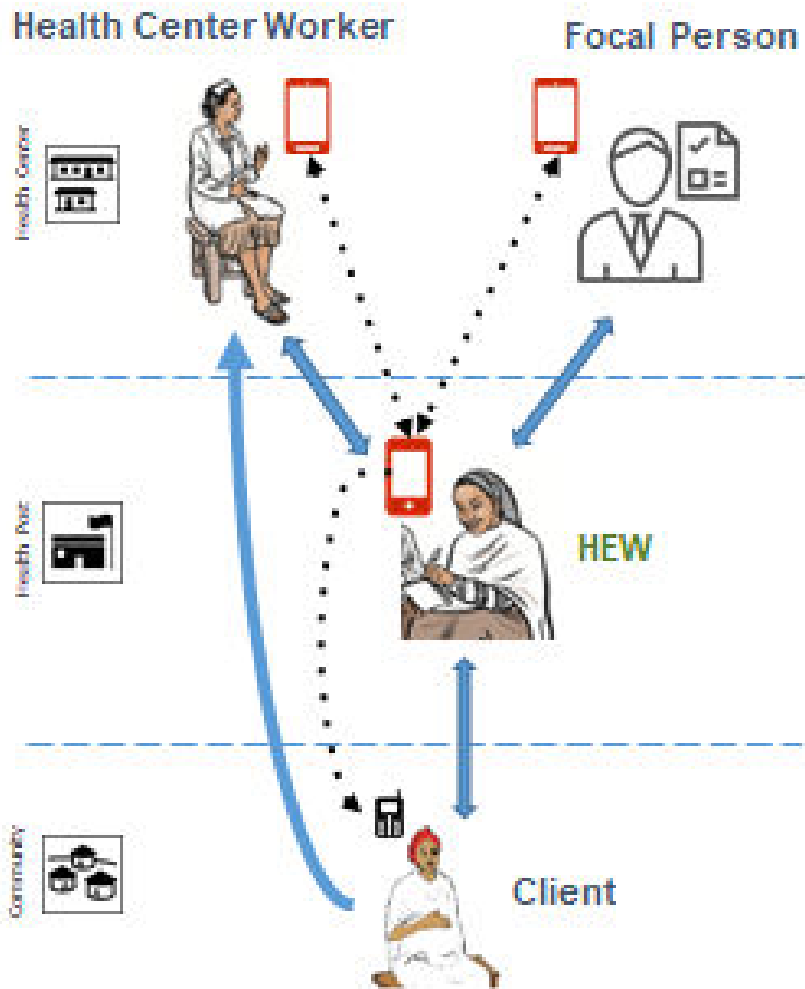 Health Center Worker
Focal Person
Health Center
Health Post
HEW
Community
Client